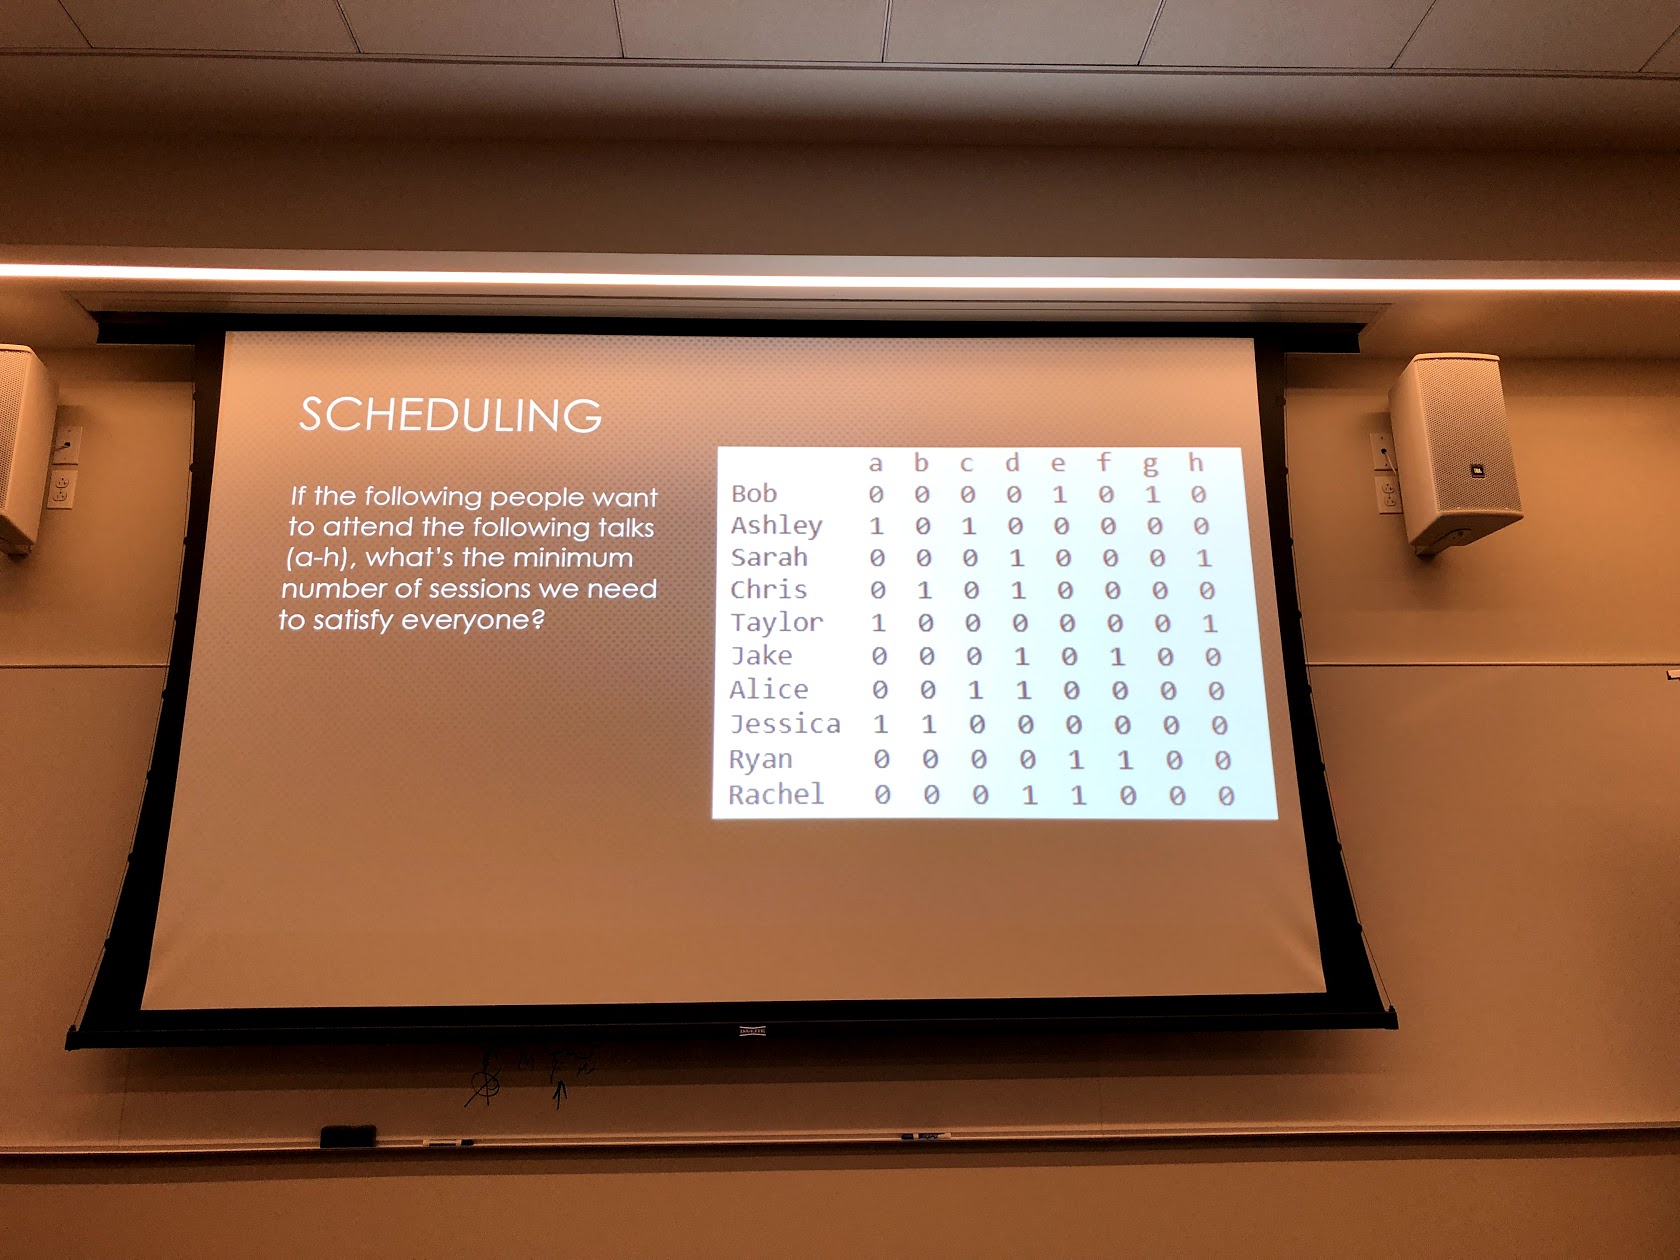 SCHEDULING
If the following people want
to attend the following talks
(a-h), what's the minimum
number of sessions we need
to satisfy everyone?
a b c d e f g h
Bob 0 0 0 0 1 0 1 0
Ashley 1 0 1 0 0 0 0 0
Sarah 0 0 0 1 0 0 0 1
Chris 0 1 0 1 0 0 0 0
Taylor 1 0 0 0 0 0 0 1
Jake 0 0 0 1 0 1 0 0
Alice 0 0 1 1 0 0 0 0
Jessica 1 1 0 0 0 0 0 0
Ryan 0 0 0 0 1 1 0 0
Rachel 0 0 0 1 1 0 0 0